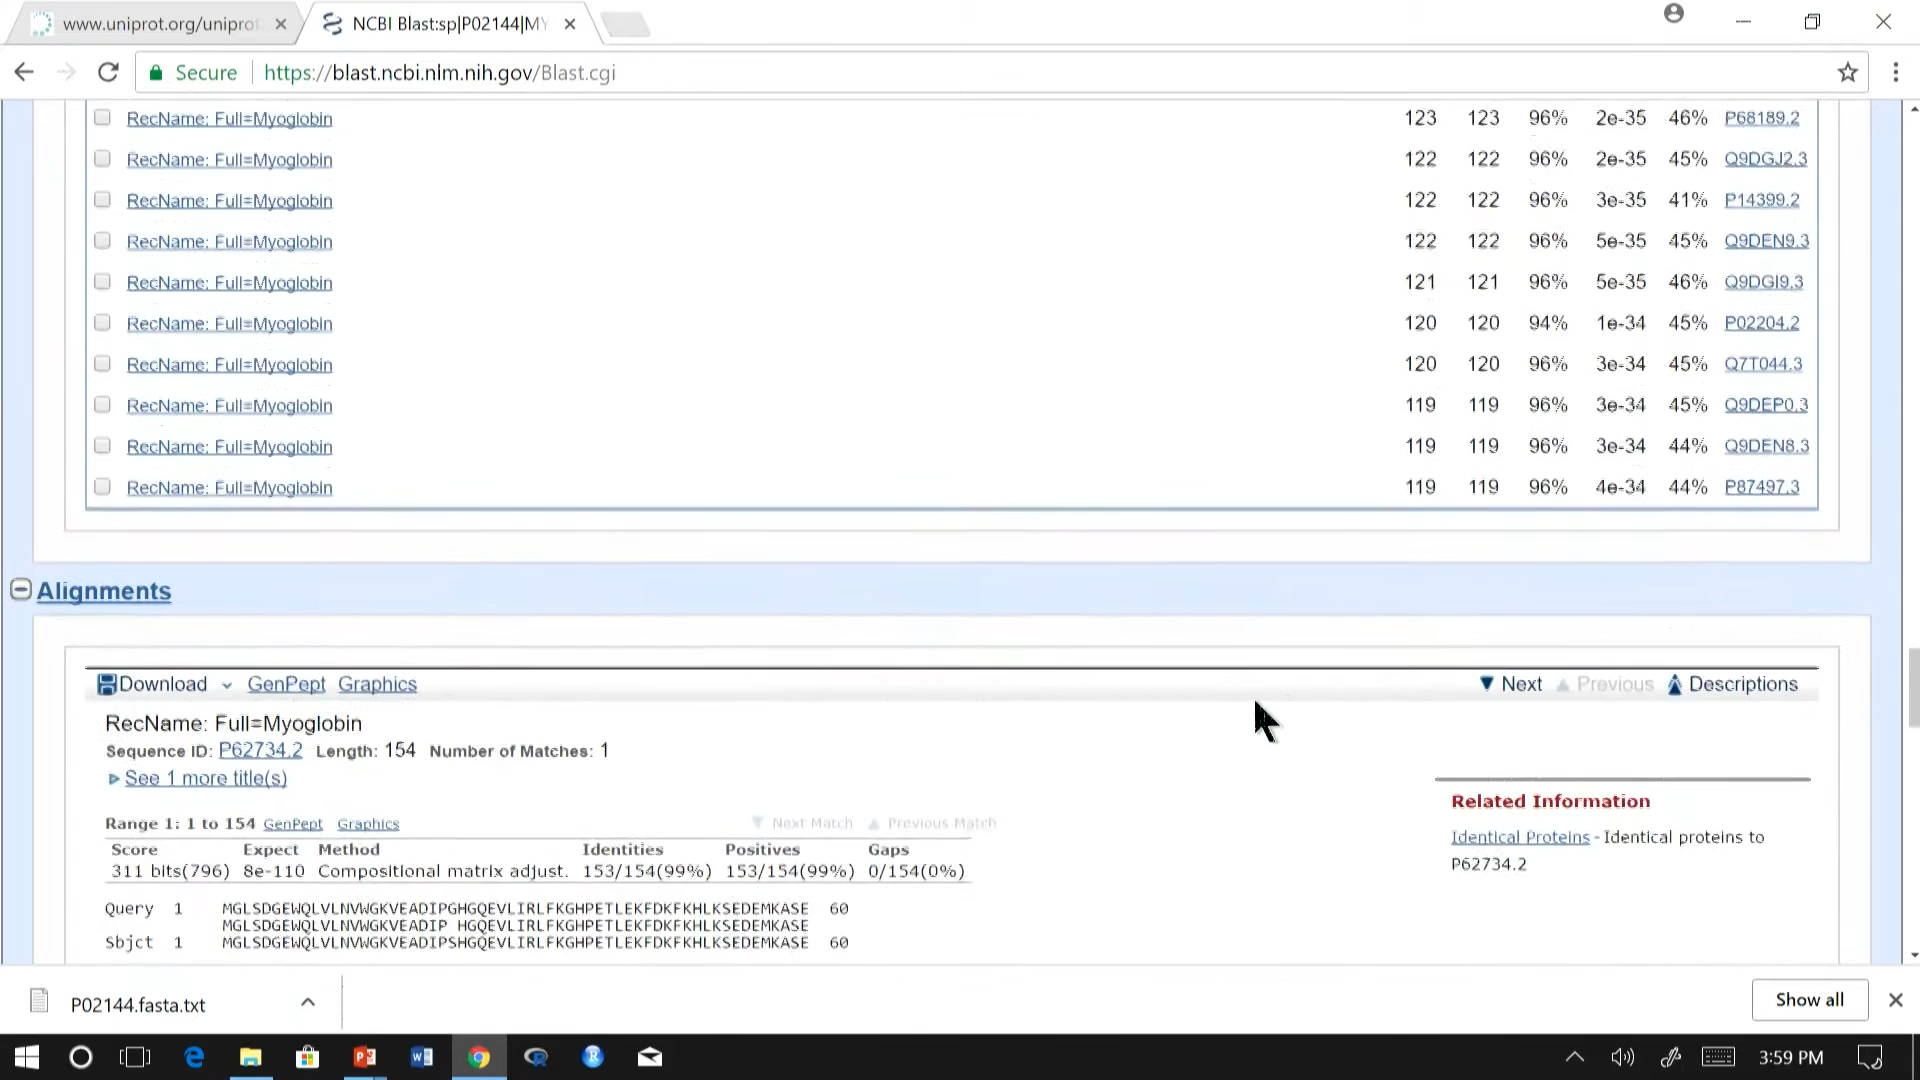 www.uniprot.org/unipro
NCBI Blast:sp|P02144|MY
Secure https://blast.ncbi.nlm.nih.gov/Blast.cgi
RecName: Full=Myoglobin 123 123 96% 2e-35 46% P68189.2
RecName: Full=Myoglobin 122 122 96% 2e-35 45% Q9DGJ2.3
RecName: Full=Myoglobin 122 122 96% 3e-35 41% P14399.2
RecName: Full=Myoglobin 122 122 96% 5e-35 45% Q9DEN9.3
RecName: Full=Myoglobin 121 121 96% 5e-35 46% Q9DGI9.3
RecName: Full=Myoglobin 120 120 94% 1e-34 45% P02204.2
RecName: Full=Myoglobin 120 120 96% 3e-34 45% Q7T044.3
RecName: Full=Myoglobin 119 119 96% 3e-34 45% Q9DEP0.3
RecName: Full=Myoglobin 119 119 96% 3e-34 44% Q9DEN8.3
RecName: Full=Myoglobin 119 119 96% 4e-34 44% P87497.3
Alignments
Download GenPept Graphics Next Previous Descriptions
RecName: Full=Myoglobin
Sequence ID: P62734.2 Length: 154 Number of Matches: 1
See 1 more title(s)
Related Information
Identical Proteins - Identical proteins to
P62734.2
Range 1: 1 to 154 GenPept Graphics Next Match Previous Match
Score Expect Method Identities Positives Gaps
311 bits(796) 8e-110 Compositional matrix adjust. 153/154(99%) 153/154(99%) 0/154(0%)
Query 1 MGLSDGEWQLVLNVWGKVEADIPGHGQEVLIRLFKGHPETLEKFDKFKHLKSEDEMKASE 60
MGLSDGEWQLVLNVWGKVEADIP HGQEVLIRLFKGHPETLEKFDKFKHLKSEDEMKASE
Sbjct 1 MGLSDGEWQLVLNVWGKVEADIPSHGQEVLIRLFKGHPETLEKFDKFKHLKSEDEMKASE 60
P02144.fasta.txt
Show all
3:59 PM